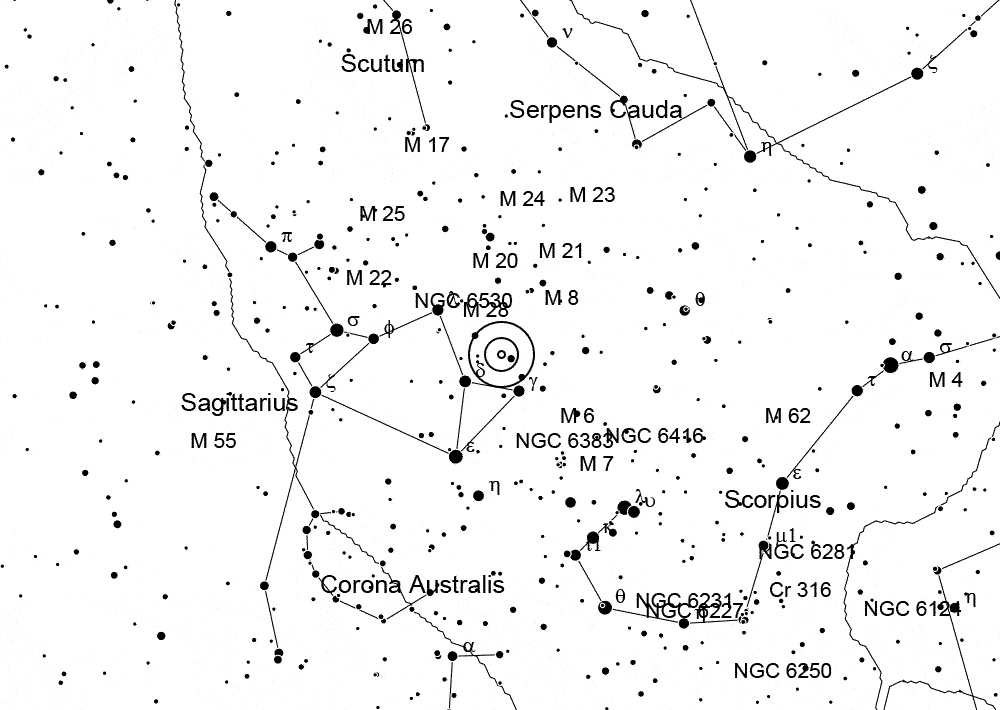 M 26
ν
Scutum
ζ
Serpens Cauda
M 17
η
M 24
M 23
M 25
π
M 21
M 20
M 22
NGC 6530
λ
M 28
M 8
θ
σ
φ
τ
σ
α
δ
γ
τ
M 4
ζ
Sagittarius
M 6
M 62
M 55
ε
NGC 6383
NGC 6416
M 7
ε
η
λ
υ
Scorpius
κ
ι1
μ1
NGC 6281
Corona Australis
Cr 316
θ
NGC 6231
NGC 6124
η
NGC 6227
η
α
NGC 6250